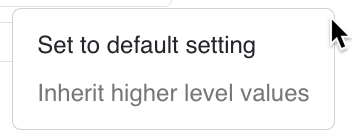 Set to default setting
Inherit higher level values